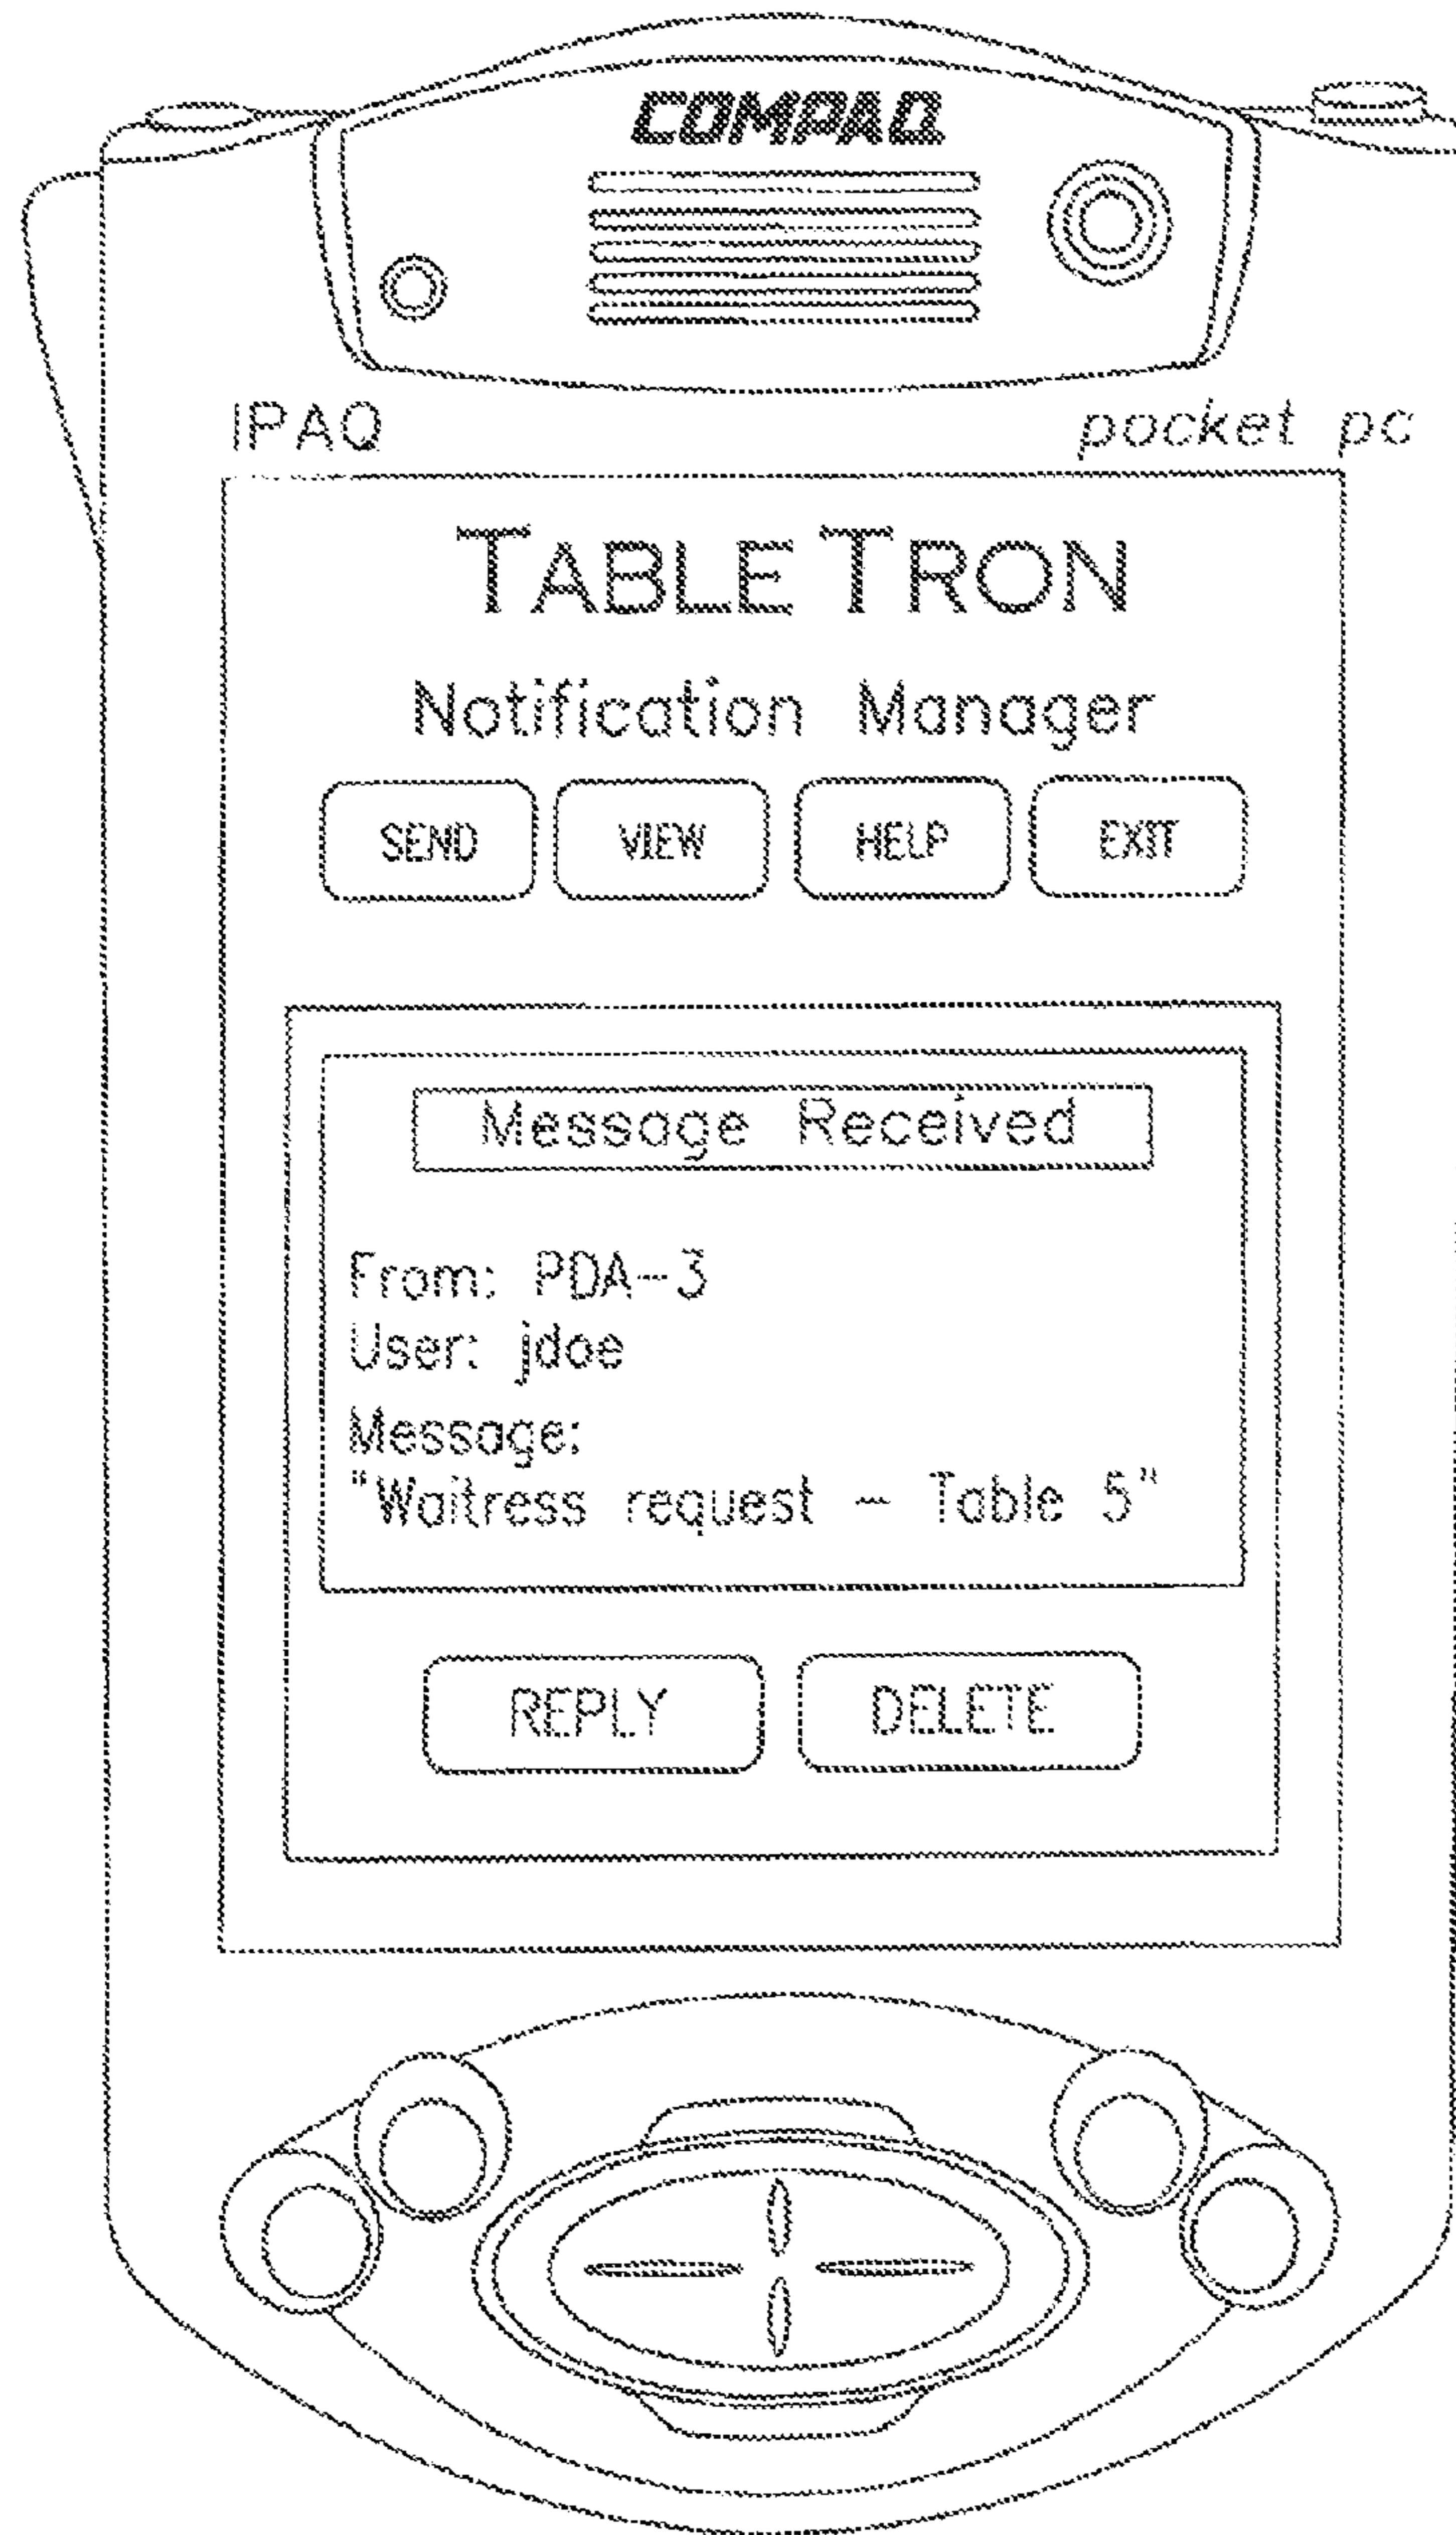 COMPAQ
IPAQ pocket pc
TABLETRON
Notification Manager
SEND VIEW HELP EXIT
Message Received
From: PDA-3
User: jdoe
Message:
"Waitress request - Table 5"
REPLY DELETE